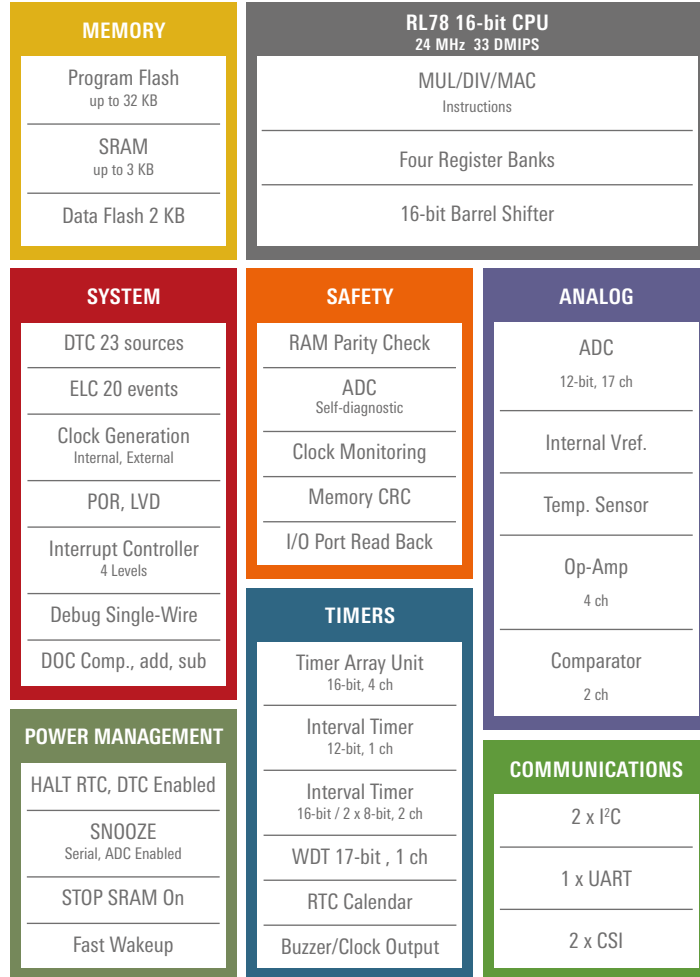 MEMORY
Program Flash
up to 32 KB
SRAM
up to 3 KB
Data Flash 2 KB
RL78 16-bit CPU
24 MHz 33 DMIPS
MUL/DIV/MAC
Instructions
Four Register Banks
16-bit Barrel Shifter
SYSTEM
DTC 23 sources
ELC 20 events
Clock Generation
Internal, External
POR, LVD
Interrupt Controller
4 Levels
Debug Single-Wire
DOC Comp., add, sub
SAFETY
RAM Parity Check
ADC
Self-diagnostic
Clock Monitoring
Memory CRC
I/O Port Read Back
ANALOG
ADC
12-bit, 17 ch
Internal Vref.
Temp. Sensor
Op-Amp
4 ch
Comparator
2 ch
POWER MANAGEMENT
HALT RTC, DTC Enabled
SNOOZE
Serial, ADC Enabled
STOP SRAM On
Fast Wakeup
TIMERS
Timer Array Unit
16-bit, 4 ch
Interval Timer
12-bit, 1 ch
Interval Timer
16-bit / 2 x 8-bit, 2 ch
WDT 17-bit , 1 ch
RTC Calendar
Buzzer/Clock Output
COMMUNICATIONS
2 x I²C
1 x UART
2 x CSI